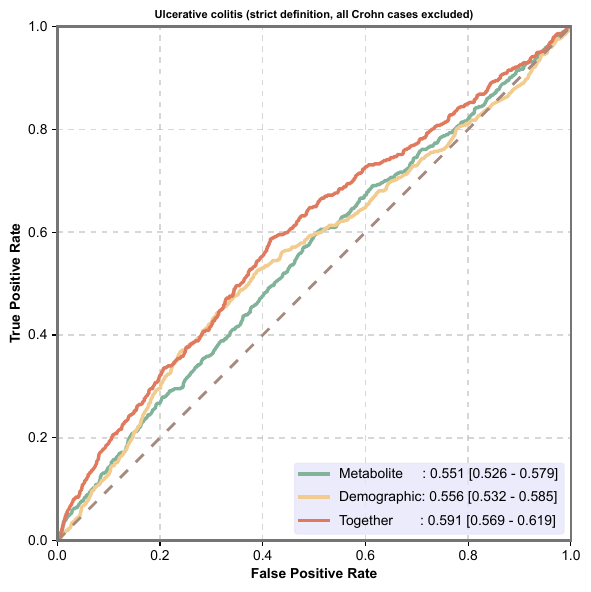 Ulcerative colitis (strict definition, all Crohn cases excluded)
1.0
0.8
0.6
0.4
0.2
0.0
True Positive Rate
Metabolite : 0.551 [0.526 - 0.579]
Demographic: 0.556 [0.532 - 0.585]
Together : 0.591 [0.569 - 0.619]
0.0 0.2 0.4 0.6 0.8 1.0
False Positive Rate